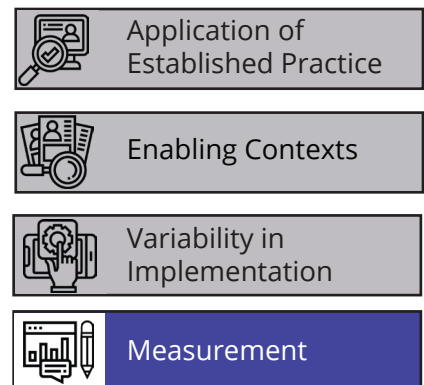 Application of
Established Practice
Enabling Contexts
Variability in
Implementation
Measurement